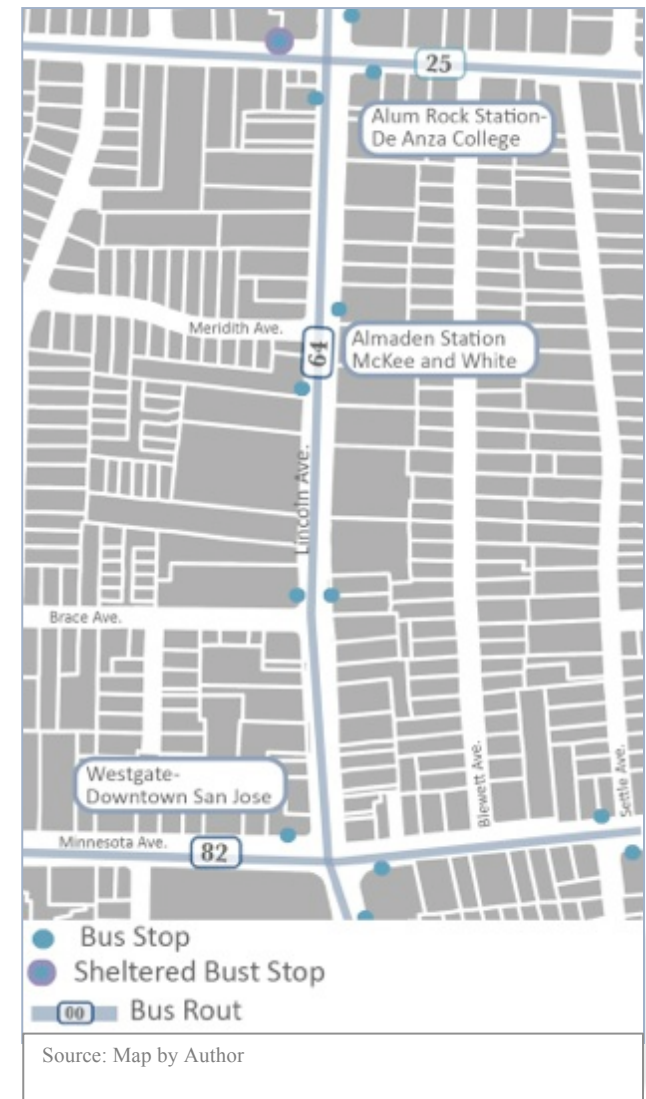 25
Alum Rock Station-
De Anza College
Meridith Ave.
64
Almaden Station
McKee and White
Lincoln Ave.
Brace Ave.
Westgate-
Downtown San Jose
Blewett Ave.
Settle Ave.
Minnesota Ave.
82
Bus Stop
Sheltered Bust Stop
00
Bus Rout
Source: Map by Author